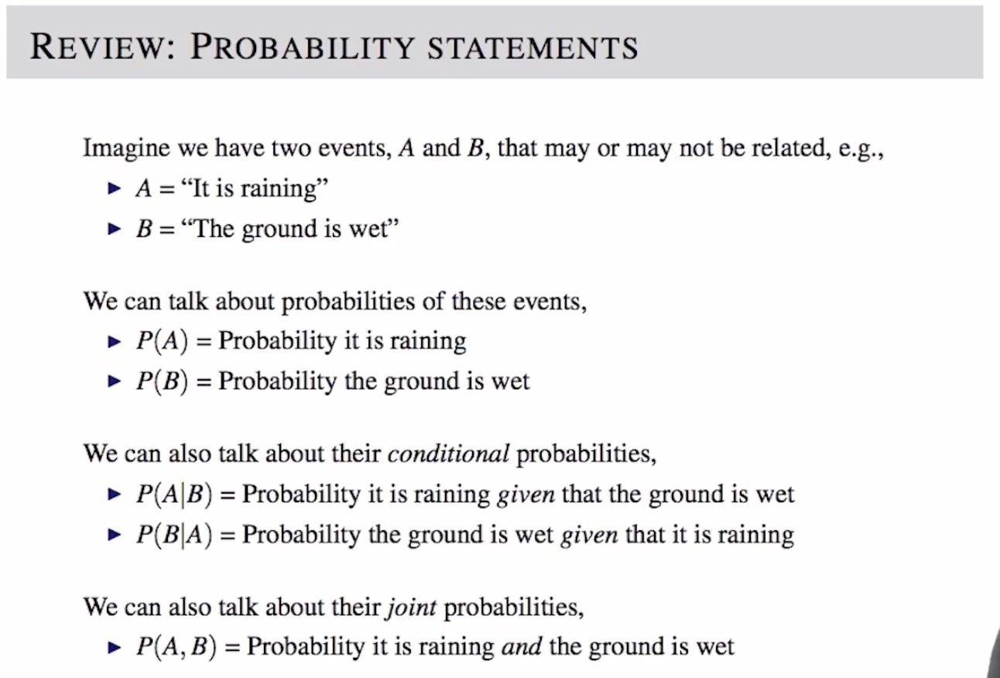 REVIEW: PROBABILITY STATEMENTS
Imagine we have two events, A and B, that may or may not be related, e.g.,
► A = “It is raining”
► B = “The ground is wet”
We can talk about probabilities of these events,
► P(A) = Probability it is raining
► P(B) = Probability the ground is wet
We can also talk about their conditional probabilities,
► P(A|B) = Probability it is raining given that the ground is wet
► P(B|A) = Probability the ground is wet given that it is raining
We can also talk about their joint probabilities,
► P(A, B) = Probability it is raining and the ground is wet